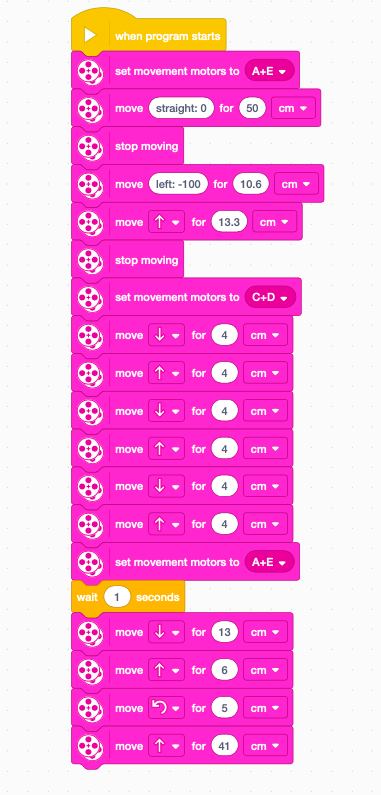 when program starts
set movement motors to A+E
move straight: 0 for 50 cm
stop moving
move left: -100 for 10.6 cm
move ↑ for 13.3 cm
stop moving
set movement motors to C+D
move ↓ for 4 cm
move ↑ for 4 cm
move ↓ for 4 cm
move ↑ for 4 cm
move ↓ for 4 cm
move ↑ for 4 cm
set movement motors to A+E
wait 1 seconds
move ↓ for 13 cm
move ↑ for 6 cm
move for 5 cm
move ↑ for 41 cm